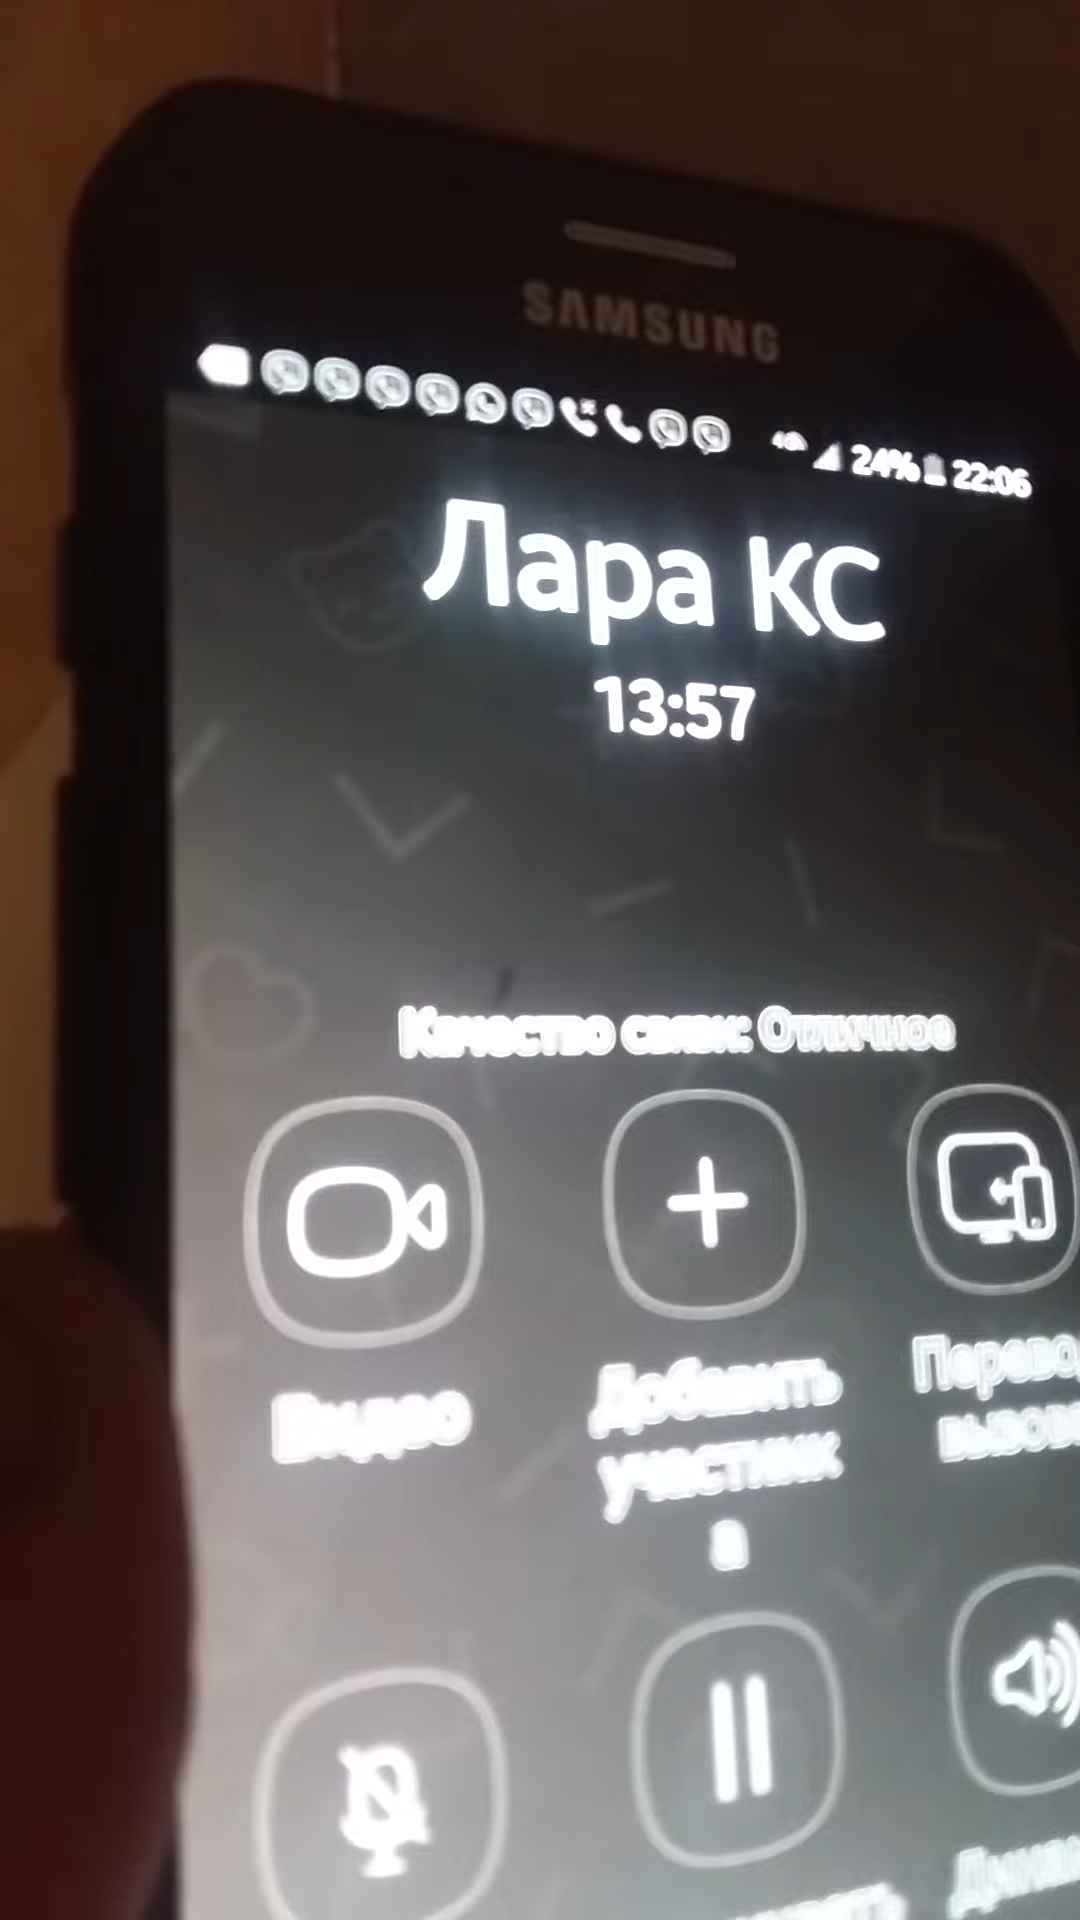 SAMSUNG
24% 22:06
Лара КС
13:57
Качество связи: Отличное
Видео
Добавить
участник
а